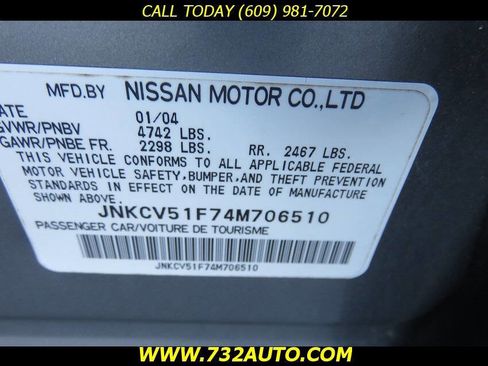 CALL TODAY (609) 981-7072
MFD.BY NISSAN MOTOR CO.,LTD
ATE 01/04
GVWR/PNBV 4742 LBS.
GAWR/PNBE FR. 2298 LBS. RR. 2467 LBS.
THIS VEHICLE CONFORMS TO ALL APPLICABLE FEDERAL
MOTOR VEHICLE SAFETY, BUMPER, AND THEFT PREVENTION
STANDARDS IN EFFECT ON THE DATE OF MANUFACTURE
SHOWN ABOVE.
JNKCV51F74M706510
PASSENGER CAR/VOITURE DE TOURISME
JNKCV51F74M706510
WWW.732AUTO.COM